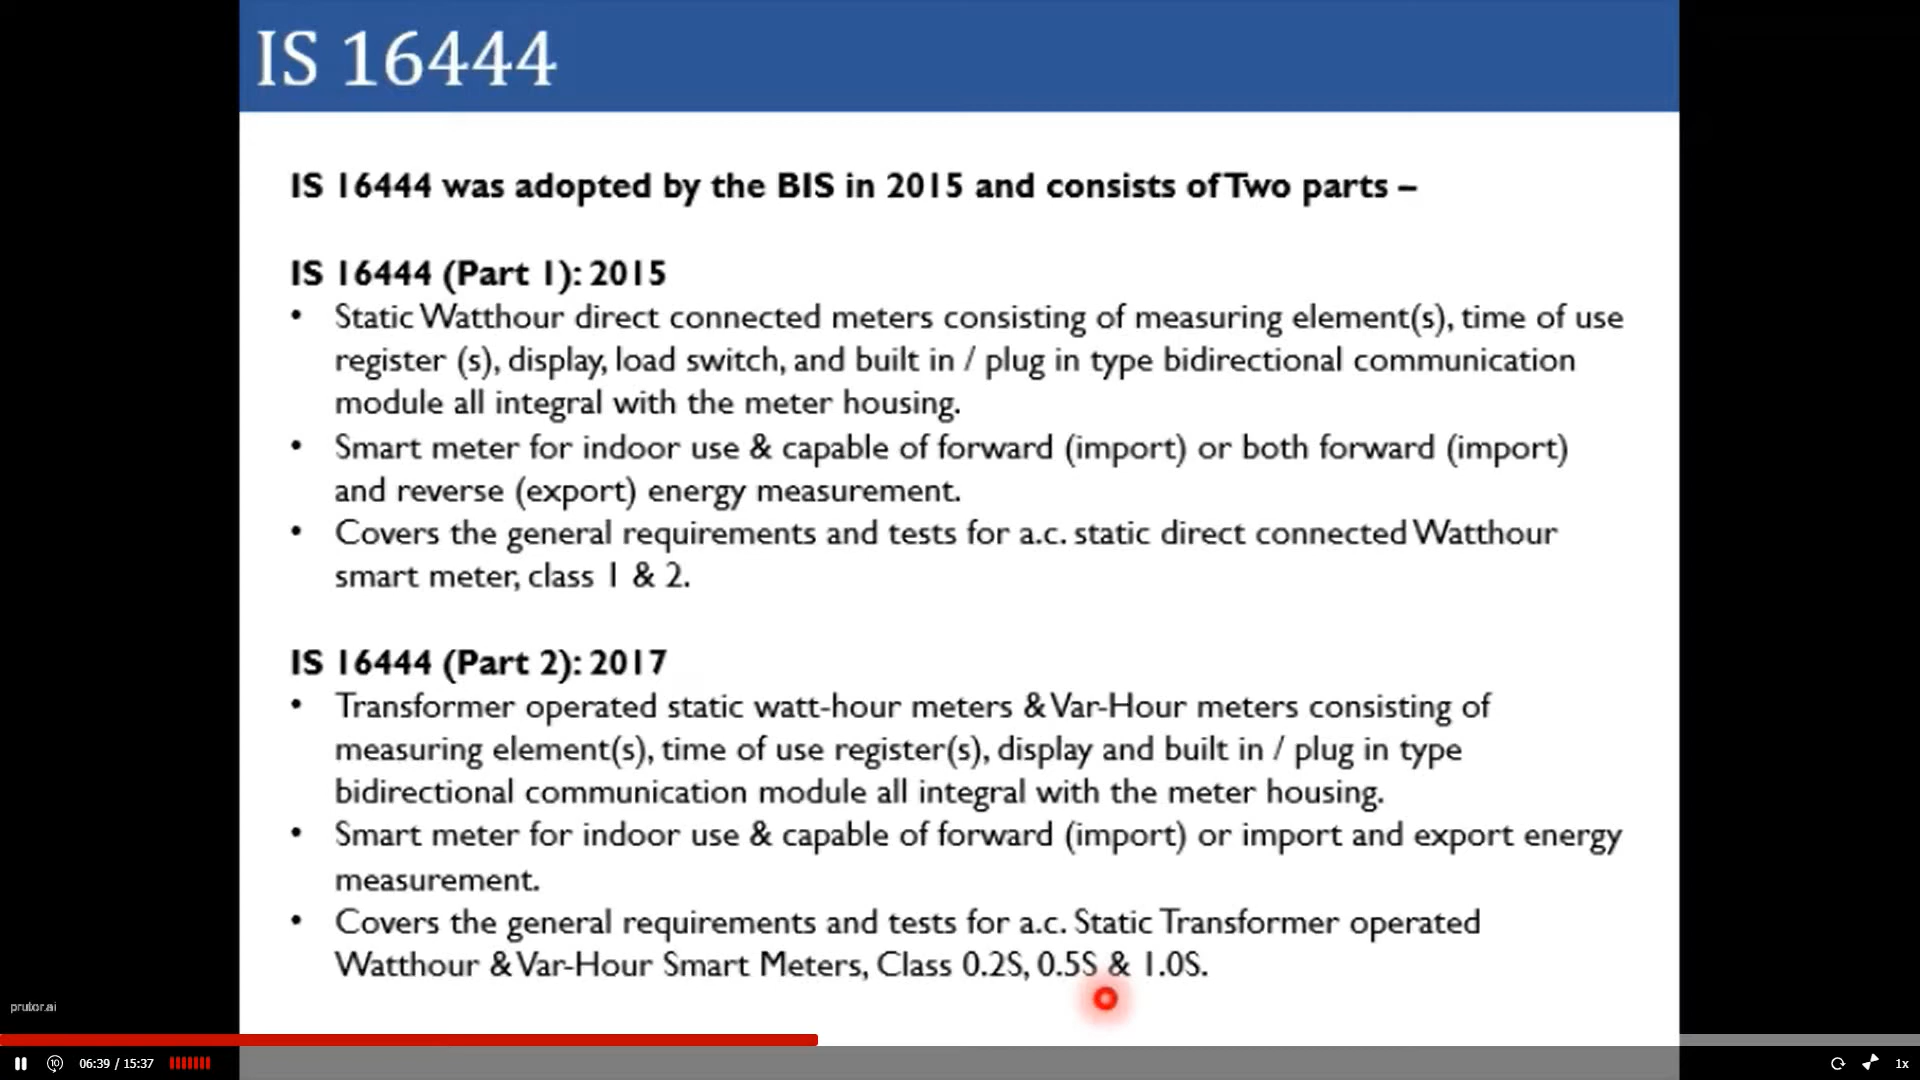 IS 16444
IS 16444 was adopted by the BIS in 2015 and consists of Two parts –
IS 16444 (Part 1): 2015
• Static Watthour direct connected meters consisting of measuring element(s), time of use
register (s), display, load switch, and built in / plug in type bidirectional communication
module all integral with the meter housing.
• Smart meter for indoor use & capable of forward (import) or both forward (import)
and reverse (export) energy measurement.
• Covers the general requirements and tests for a.c. static direct connected Watthour
smart meter, class 1 & 2.
IS 16444 (Part 2): 2017
• Transformer operated static watt-hour meters & Var-Hour meters consisting of
measuring element(s), time of use register(s), display and built in / plug in type
bidirectional communication module all integral with the meter housing.
• Smart meter for indoor use & capable of forward (import) or import and export energy
measurement.
• Covers the general requirements and tests for a.c. Static Transformer operated
Watthour & Var-Hour Smart Meters, Class 0.2S, 0.5S & 1.0S.
prutor.ai
10 06:39 / 15:37 1x